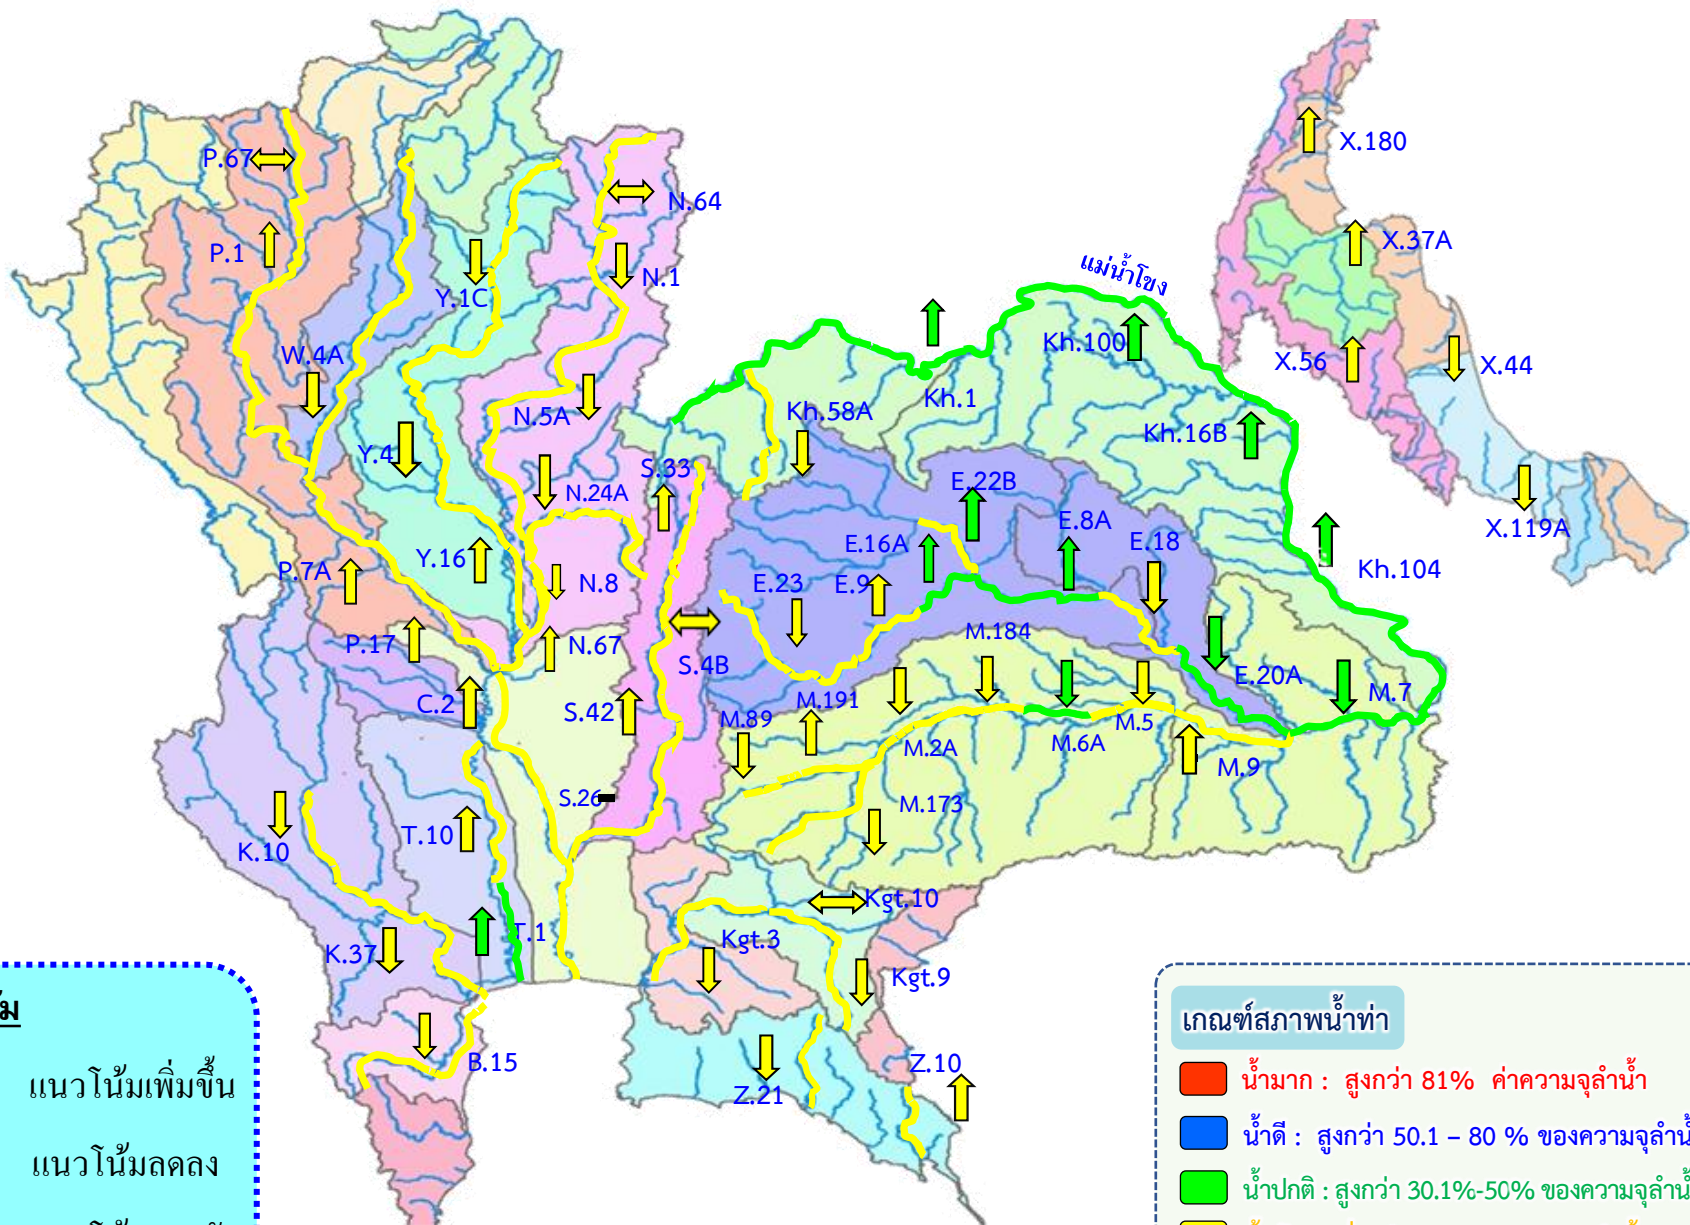 P.67
X.180
N.64
P.1
X.37A
แม่น้ำโขง
N.1
Y.1C
Kh.100
W.4A
X.56
X.44
Kh.1
N.5A
Kh.58A
Kh.16B
Y.4
S.33
N.24A
E.22B
E.8A
X.119A
E.16A
E.18
Y.16
P.7A
N.8
E.23
E.9
Kh.104
M.184
P.17
N.67
S.4B
E.20A
M.7
C.2
S.42
M.191
M.89
M.5
M.2A
M.6A
M.9
S.26
M.173
T.10
K.10
Kgt.10
T.1
Kgt.3
K.37
Kgt.9
B.15
Z.10
Z.21
แนวโน้มเพิ่มขึ้น
แนวโน้มลดลง
เกณฑ์สภาพน้ำท่า
น้ำมาก : สูงกว่า 81% ค่าความจุลำน้ำ
น้ำดี : สูงกว่า 50.1 – 80 % ของความจุลำน้ำ
น้ำปกติ : สูงกว่า 30.1%-50% ของความจุลำน้ำ